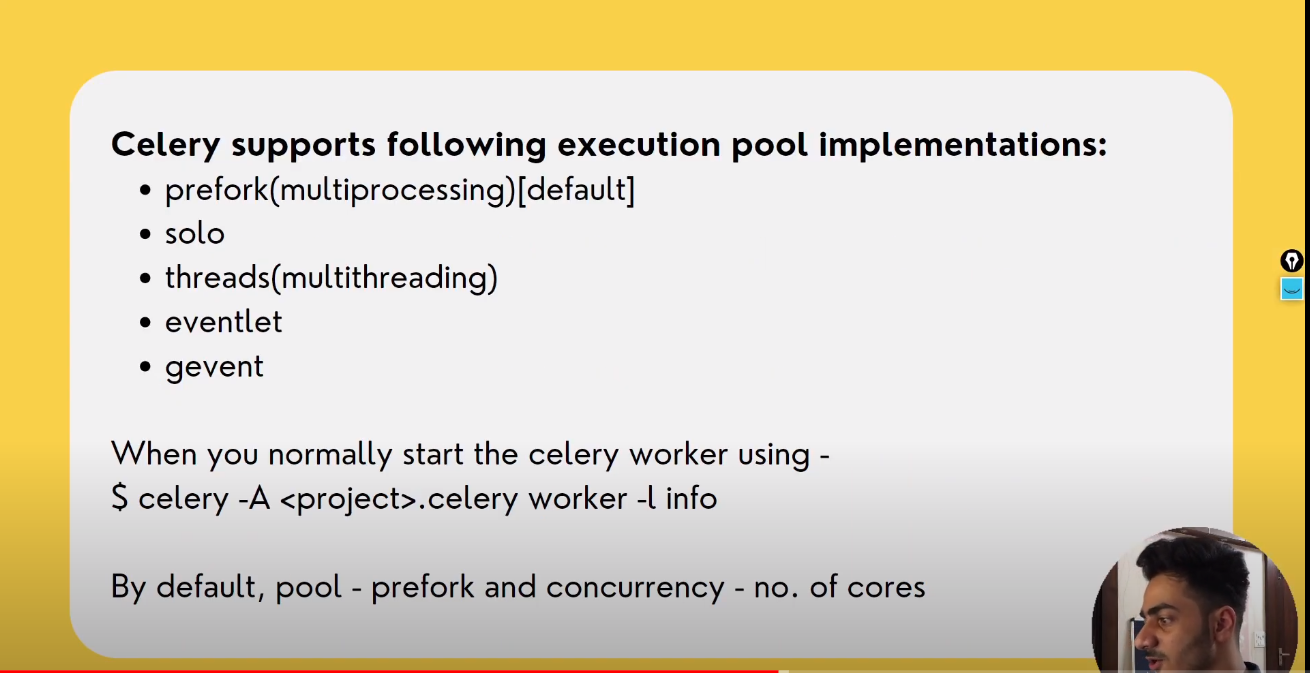 Celery supports following execution pool implementations:
• prefork(multiprocessing)[default]
• solo
• threads(multithreading)
• eventlet
• gevent
When you normally start the celery worker using -
$ celery -A <project>.celery worker -l info
By default, pool - prefork and concurrency - no. of cores